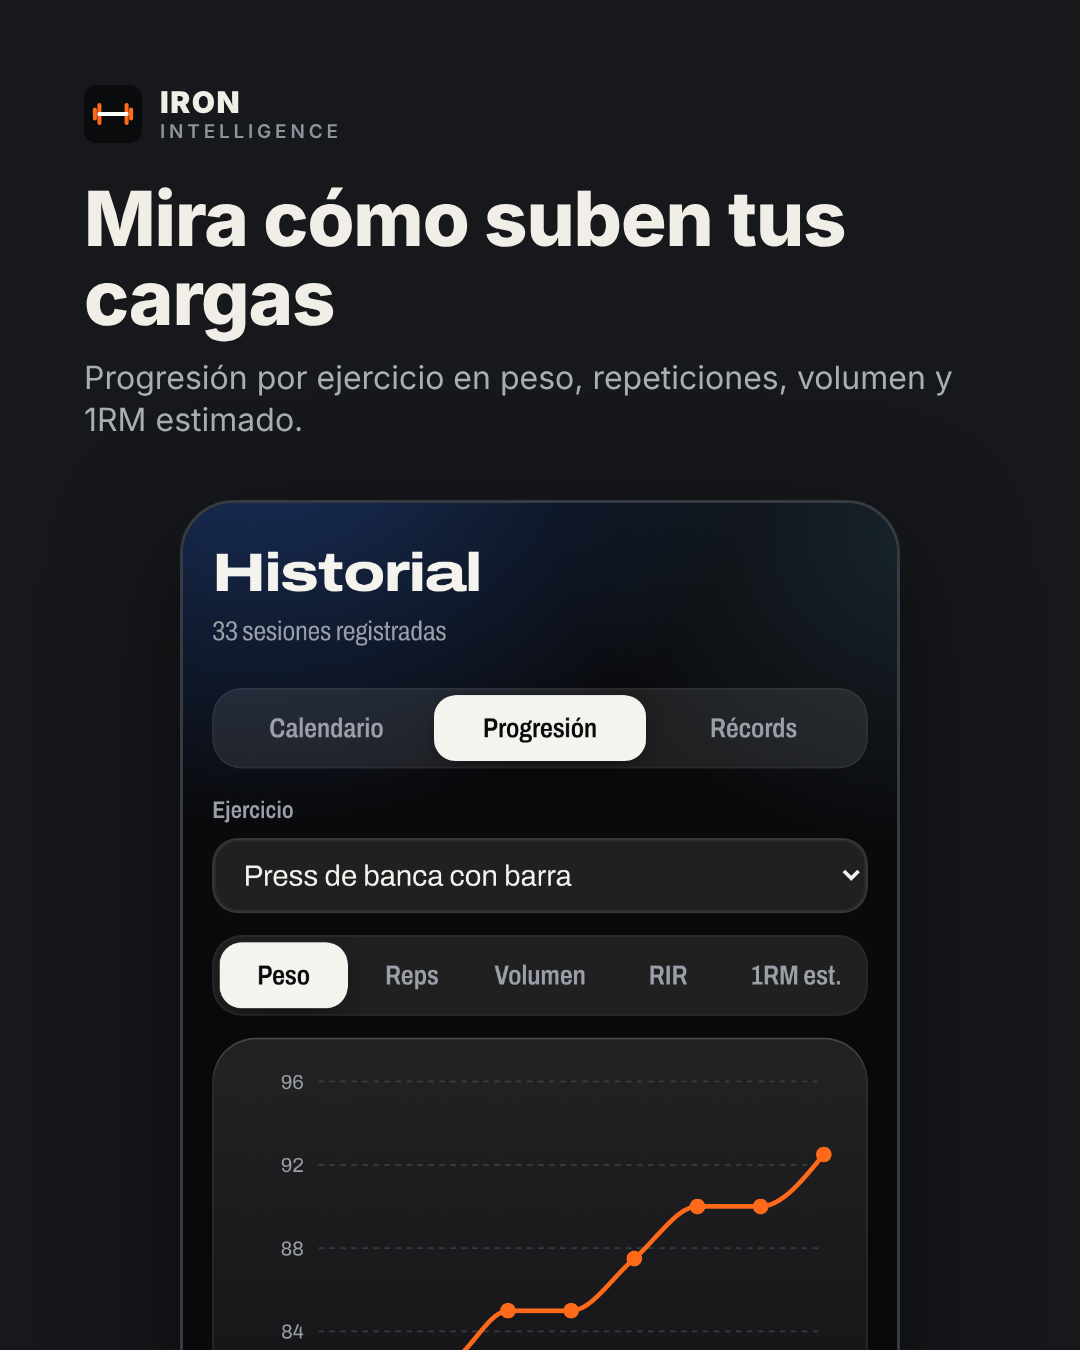 IRON
INTELLIGENCE
Mira cómo suben tus
cargas
Progresión por ejercicio en peso, repeticiones, volumen y
1RM estimado.
Historial
33 sesiones registradas
Calendario Progresión Récords
Ejercicio
Press de banca con barra
Peso Reps Volumen RIR 1RM est.
96
92
88
84